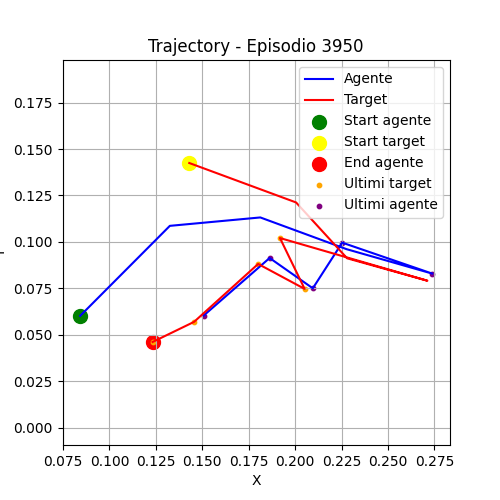 Trajectory - Episodio 3950
Agente
Target
Start agente
Start target
End agente
Ultimi target
Ultimi agente
0.175
0.150
0.125
0.100
0.075
0.050
0.025
0.000
0.075 0.100 0.125 0.150 0.175 0.200 0.225 0.250 0.275
X